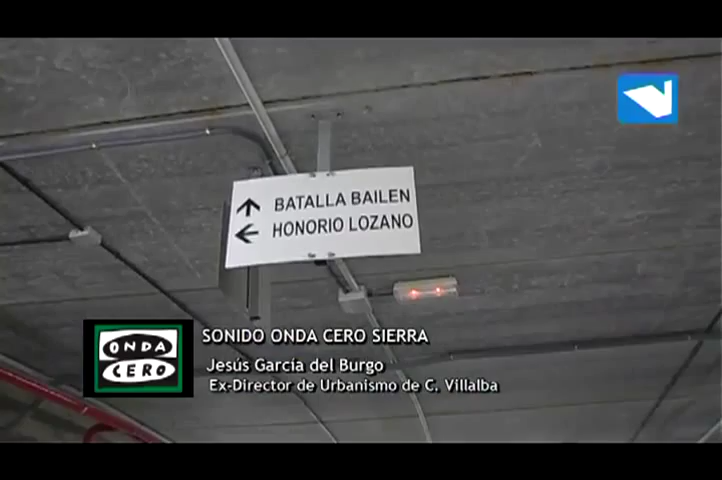 BATALLA BAILEN
HONORIO LOZANO
ONDA
CERO
SONIDO ONDA CERO SIERRA
Jesús García del Burgo
Ex-Director de Urbanismo de C. Villalba